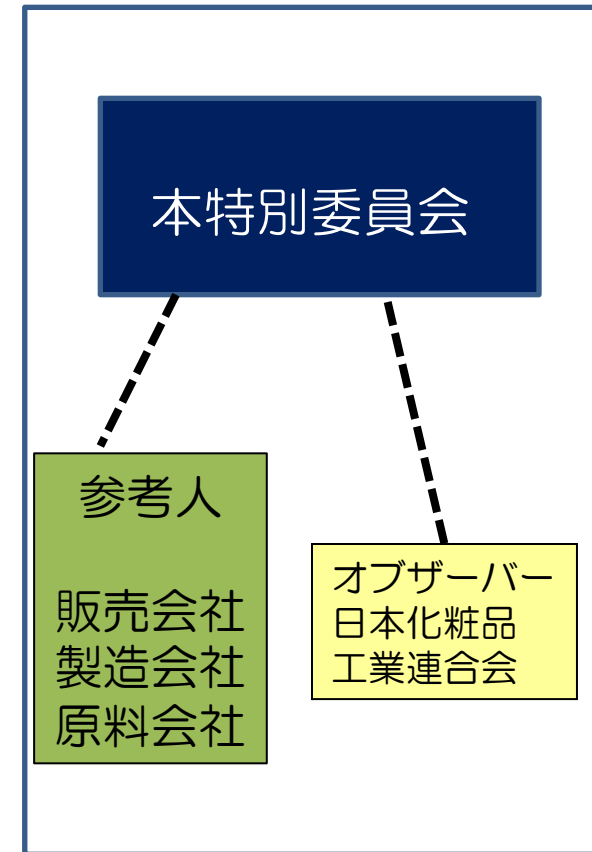 本特別委員会
参考人
販売会社
製造会社
原料会社
オブザーバー
日本化粧品
工業連合会